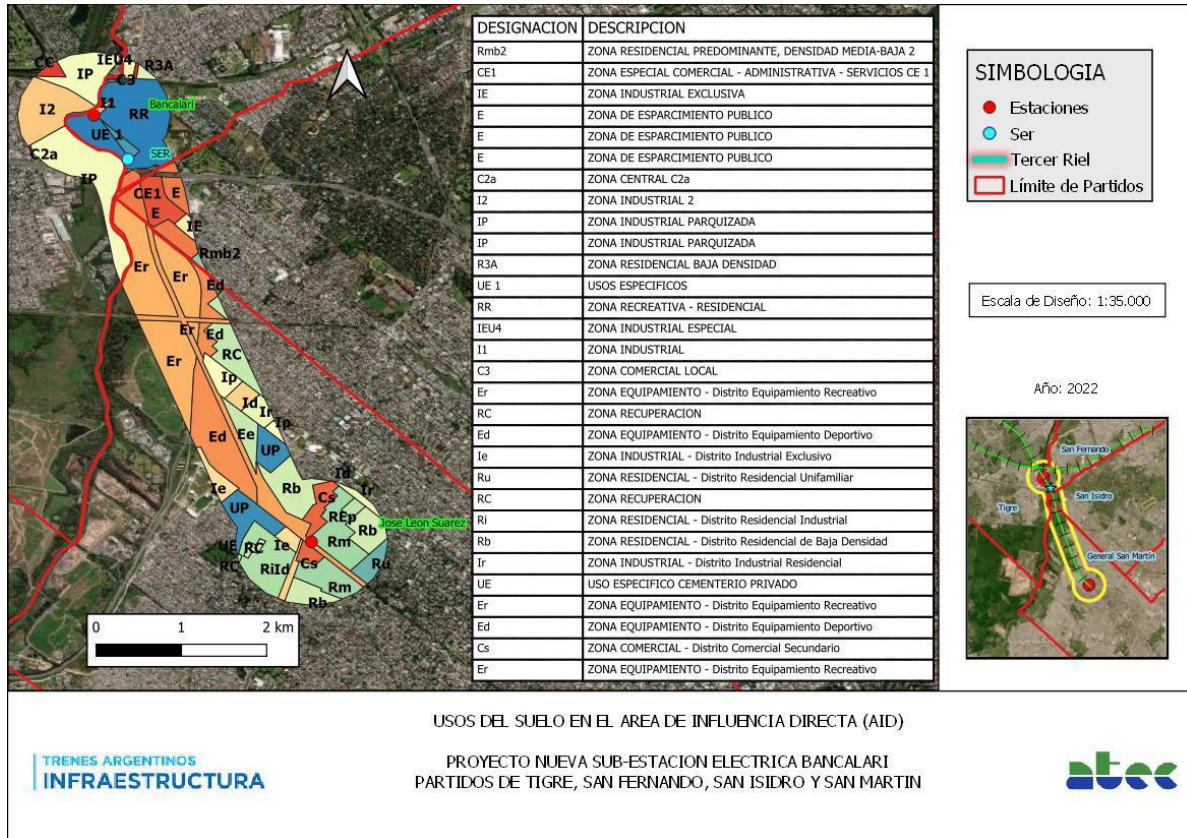 CC
IEU4
R3A
IP
C3
I2
I1
Bancalari
RR
UE 1
C2a
SER
IP
CE1
E
E
IE
Rmb2
Er
Er
Ed
Er
Ed
Er
RC
Ip
Id
Ir
Ip
Ed
Ee
UP
Id
Ir
Ie
Rb
Cs
UP
REp
Jose Leon Suarez
Rb
UE
RC
Ie
Rm
RC
RiId
Cs
Ru
Rm
Rb
0 1 2 km
DESIGNACION DESCRIPCION
Rmb2 ZONA RESIDENCIAL PREDOMINANTE, DENSIDAD MEDIA-BAJA 2
CE1 ZONA ESPECIAL COMERCIAL - ADMINISTRATIVA - SERVICIOS CE 1
IE ZONA INDUSTRIAL EXCLUSIVA
E ZONA DE ESPARCIMIENTO PUBLICO
E ZONA DE ESPARCIMIENTO PUBLICO
E ZONA DE ESPARCIMIENTO PUBLICO
C2a ZONA CENTRAL C2a
I2 ZONA INDUSTRIAL 2
IP ZONA INDUSTRIAL PARQUIZADA
IP ZONA INDUSTRIAL PARQUIZADA
R3A ZONA RESIDENCIAL BAJA DENSIDAD
UE 1 USOS ESPECIFICOS
RR ZONA RECREATIVA - RESIDENCIAL
IEU4 ZONA INDUSTRIAL ESPECIAL
I1 ZONA INDUSTRIAL
C3 ZONA COMERCIAL LOCAL
Er ZONA EQUIPAMIENTO - Distrito Equipamiento Recreativo
RC ZONA RECUPERACION
Ed ZONA EQUIPAMIENTO - Distrito Equipamiento Deportivo
Ie ZONA INDUSTRIAL - Distrito Industrial Exclusivo
Ru ZONA RESIDENCIAL - Distrito Residencial Unifamiliar
RC ZONA RECUPERACION
Ri ZONA RESIDENCIAL - Distrito Residencial Industrial
Rb ZONA RESIDENCIAL - Distrito Residencial de Baja Densidad
Ir ZONA INDUSTRIAL - Distrito Industrial Residencial
UE USO ESPECIFICO CEMENTERIO PRIVADO
Er ZONA EQUIPAMIENTO - Distrito Equipamiento Recreativo
Ed ZONA EQUIPAMIENTO - Distrito Equipamiento Deportivo
Cs ZONA COMERCIAL - Distrito Comercial Secundario
Er ZONA EQUIPAMIENTO - Distrito Equipamiento Recreativo
SIMBOLOGIA
Estaciones
Ser
Tercer Riel
Límite de Partidos
Escala de Diseño: 1:35.000
Año: 2022
San Fernando
San Isidro
Tigre
General San Martín
USOS DEL SUELO EN EL AREA DE INFLUENCIA DIRECTA (AID)
PROYECTO NUEVA SUB-ESTACION ELECTRICA BANCALARI
PARTIDOS DE TIGRE, SAN FERNANDO, SAN ISIDRO Y SAN MARTIN
TRENES ARGENTINOS
INFRAESTRUCTURA
atec